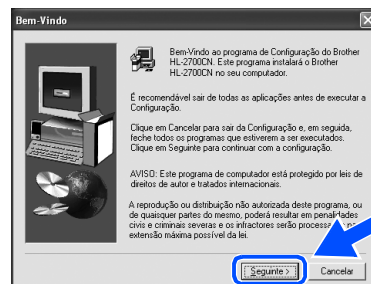 Bem-Vindo
Bem-Vindo ao programa de Configuração do Brother
HL-2700CN. Este programa instalará o Brother
HL-2700CN no seu computador.
É recomendável sair de todas as aplicações antes de executar a
Configuração.
Clique em Cancelar para sair da Configuração e, em seguida,
feche todos os programas que estiverem a ser executados.
Clique em Seguinte para continuar com a configuração.
AVISO: Este programa de computador está protegido por leis de
direitos de autor e tratados internacionais.
A reprodução ou distribuição não autorizada deste programa, ou
de quaisquer partes do mesmo, poderá resultar em penalidades
civis e criminais severas e os infractores serão
extensão máxima possível da lei.
Seguinte >
Cancelar